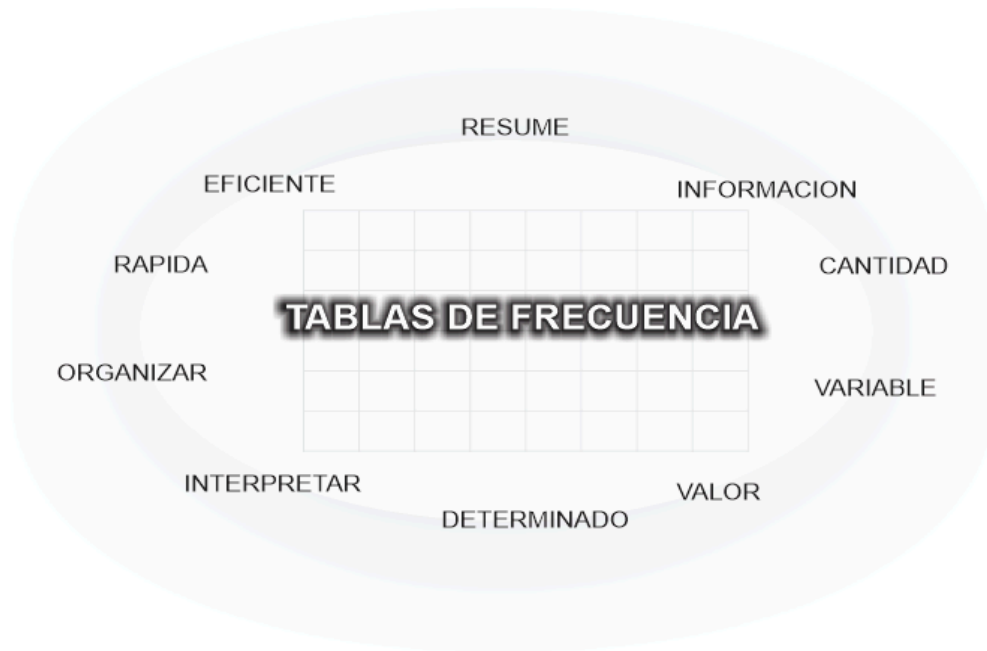 RESUME
EFICIENTE
INFORMACION
RAPIDA
CANTIDAD
TABLAS DE FRECUENCIA
ORGANIZAR
VARIABLE
INTERPRETAR
VALOR
DETERMINADO